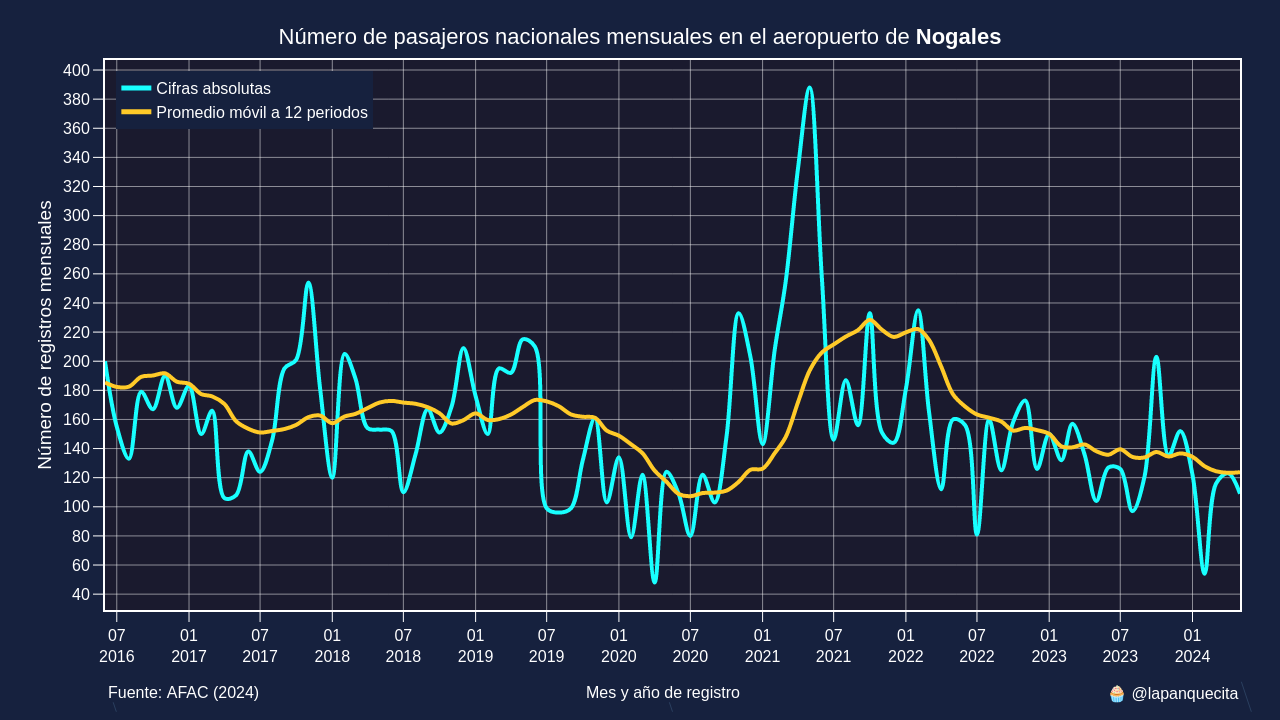 Número de pasajeros nacionales mensuales en el aeropuerto de Nogales
Cifras absolutas
Promedio móvil a 12 periodos
Número de registros mensuales
400
380
360
340
320
300
280
260
240
220
200
180
160
140
120
100
80
60
40
07 01 07 01 07 01 07 01 07 01 07 01 07 01 07 01
2016 2017 2017 2018 2018 2019 2019 2020 2020 2021 2021 2022 2022 2023 2023 2024
Fuente: AFAC (2024) Mes y año de registro 🧁 @lapanquecita